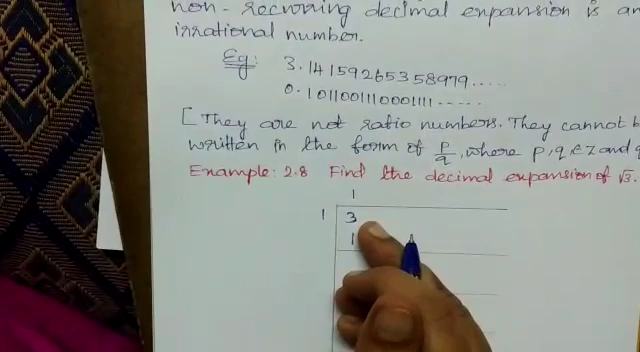 non-recurring decimal expansion is an
irrational number.
Eg: 3.14159265358979.....
0.1011001110001111.....
[They are not ratio numbers. They cannot b
written in the form of p/q, where p, q ∈ Z and q
Example: 2.8 Find the decimal expansion of √3.
1
1 3
1